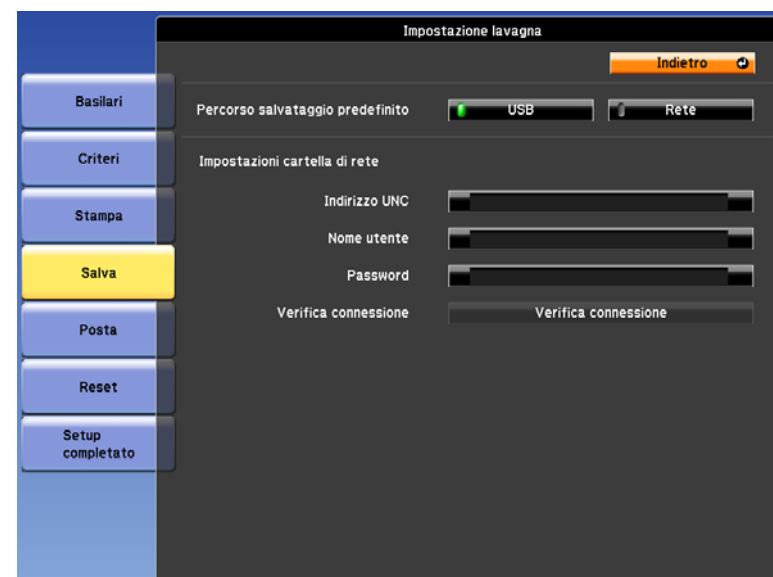 Impostazione lavagna
Indietro
Basilari
Percorso salvataggio predefinito
USB
Rete
Criteri
Impostazioni cartella di rete
Indirizzo UNC
Stampa
Nome utente
Salva
Password
Verifica connessione
Verifica connessione
Posta
Reset
Setup
completato